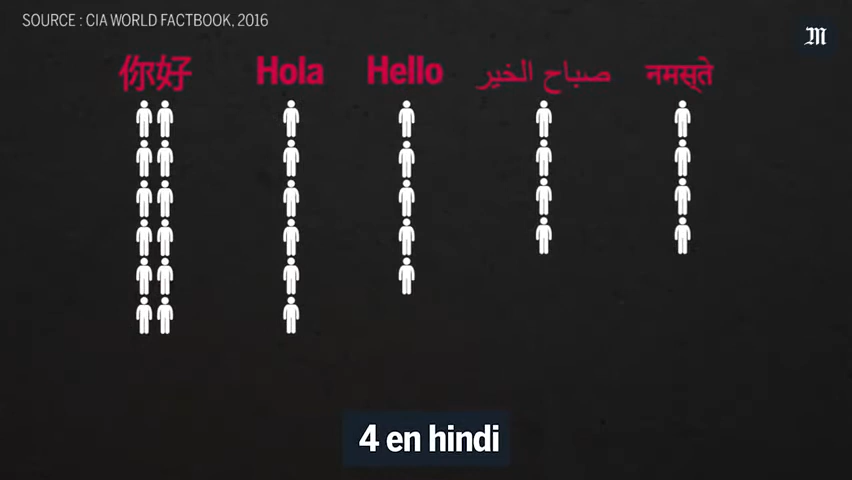 SOURCE : CIA WORLD FACTBOOK, 2016
M
你好 Hola Hello صباح الخير नमस्ते
4 en hindi